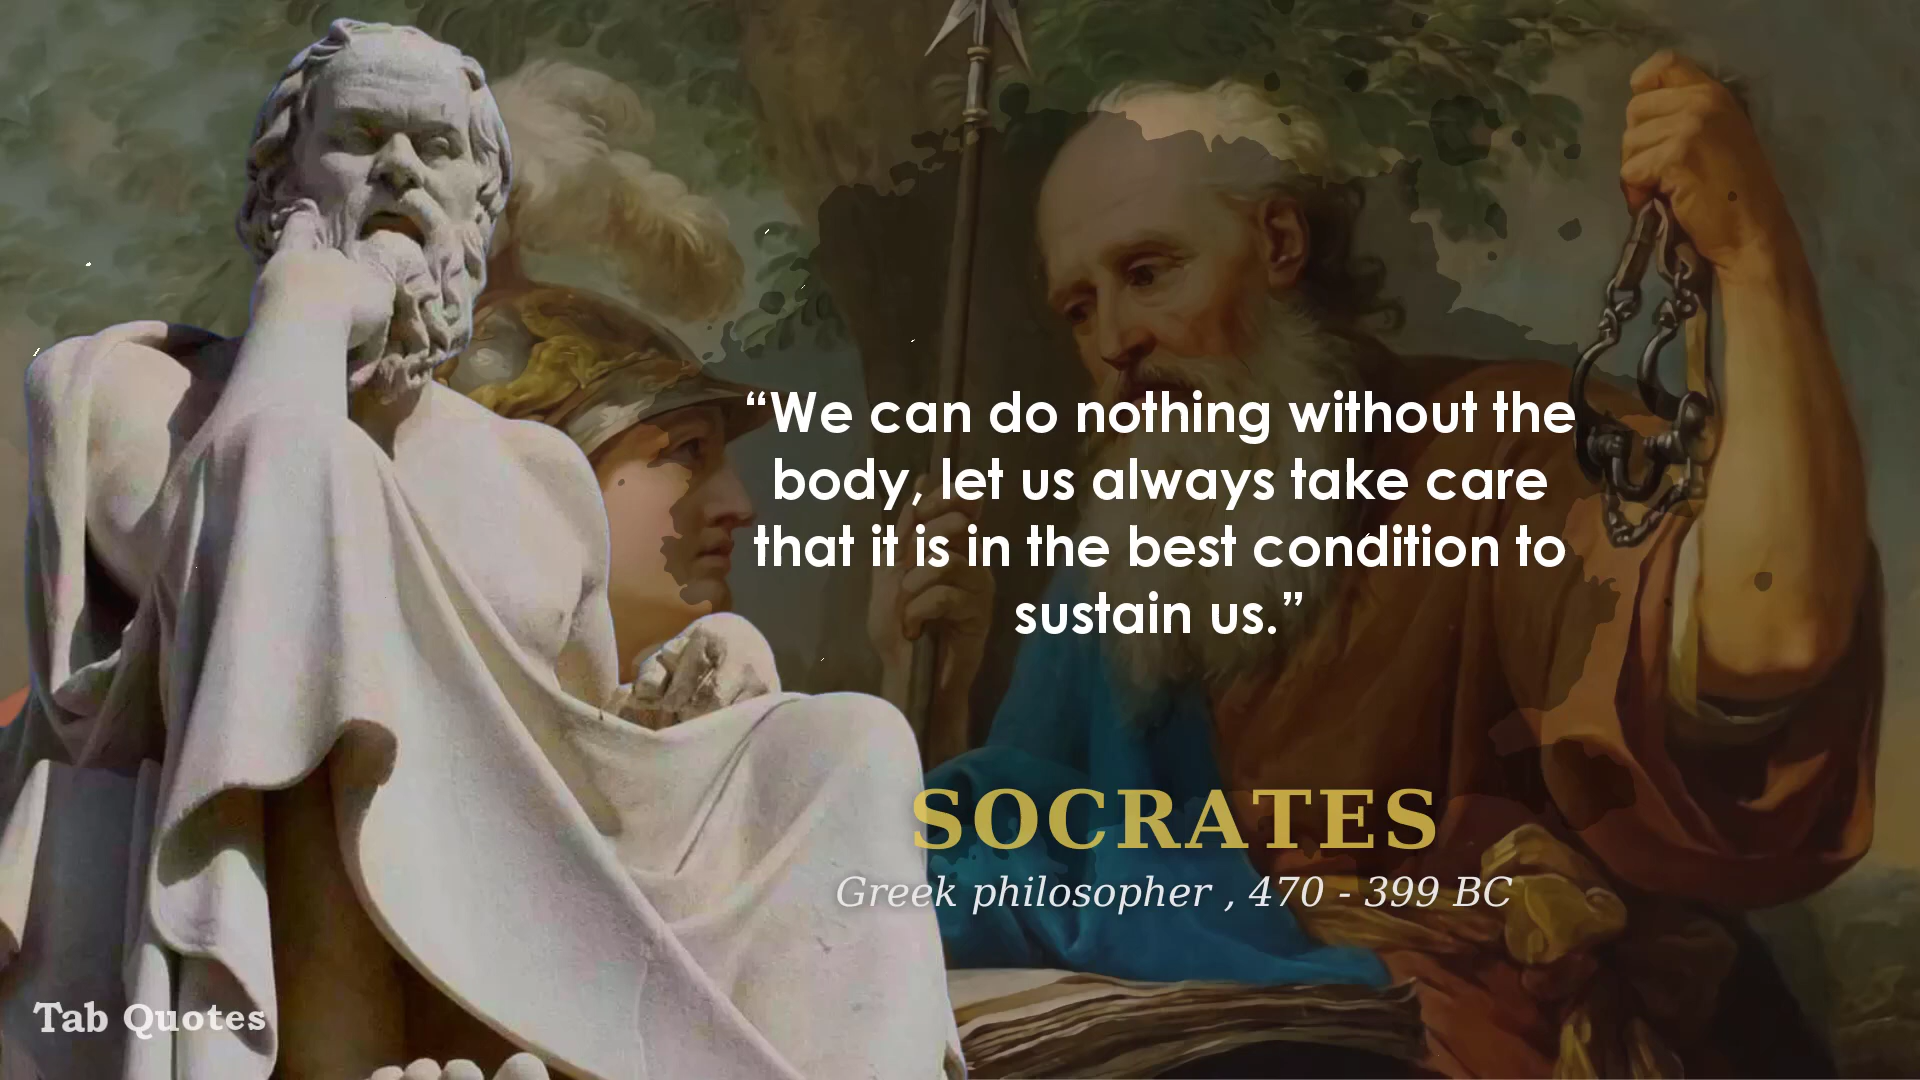 “We can do nothing without the
body, let us always take care
that it is in the best condition to
sustain us.”
SOCRATES
Greek philosopher , 470 - 399 BC
Tab Quotes